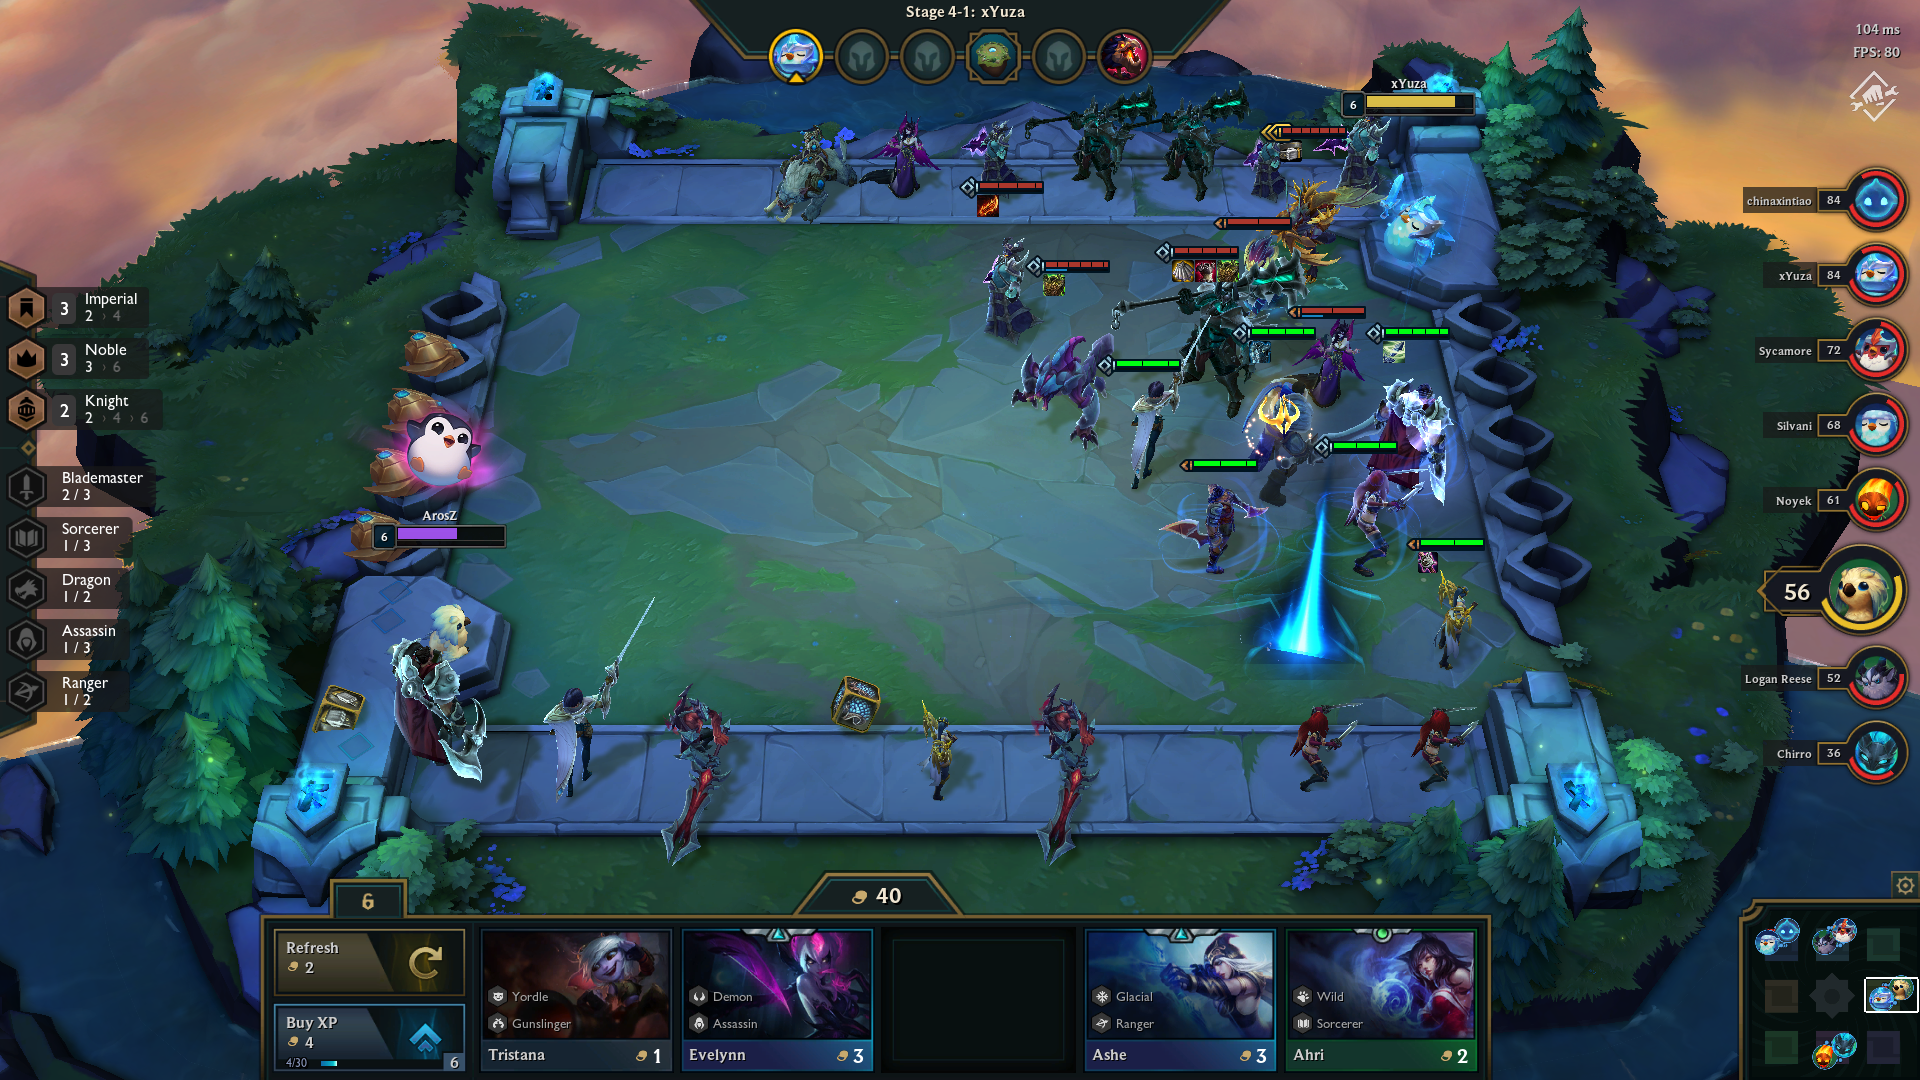 Stage 4-1: xYuza
104 ms
FPS: 80
xYuza
6
chinaxintiao 84
xYuza 84
Sycamore 72
Silvani 68
Noyek 61
56
Logan Reese 52
Chirro 36
3 Imperial
2 › 4
3 Noble
3 › 6
2 Knight
2 › 4 › 6
Blademaster
2 / 3
Sorcerer
1 / 3
Dragon
1 / 2
Assassin
1 / 3
Ranger
1 / 2
ArosZ
6
6
40
Refresh
2
Buy XP
4
4/30
6
Yordle
Gunslinger
Tristana 1
Demon
Assassin
Evelynn 3
Glacial
Ranger
Ashe 3
Wild
Sorcerer
Ahri 2